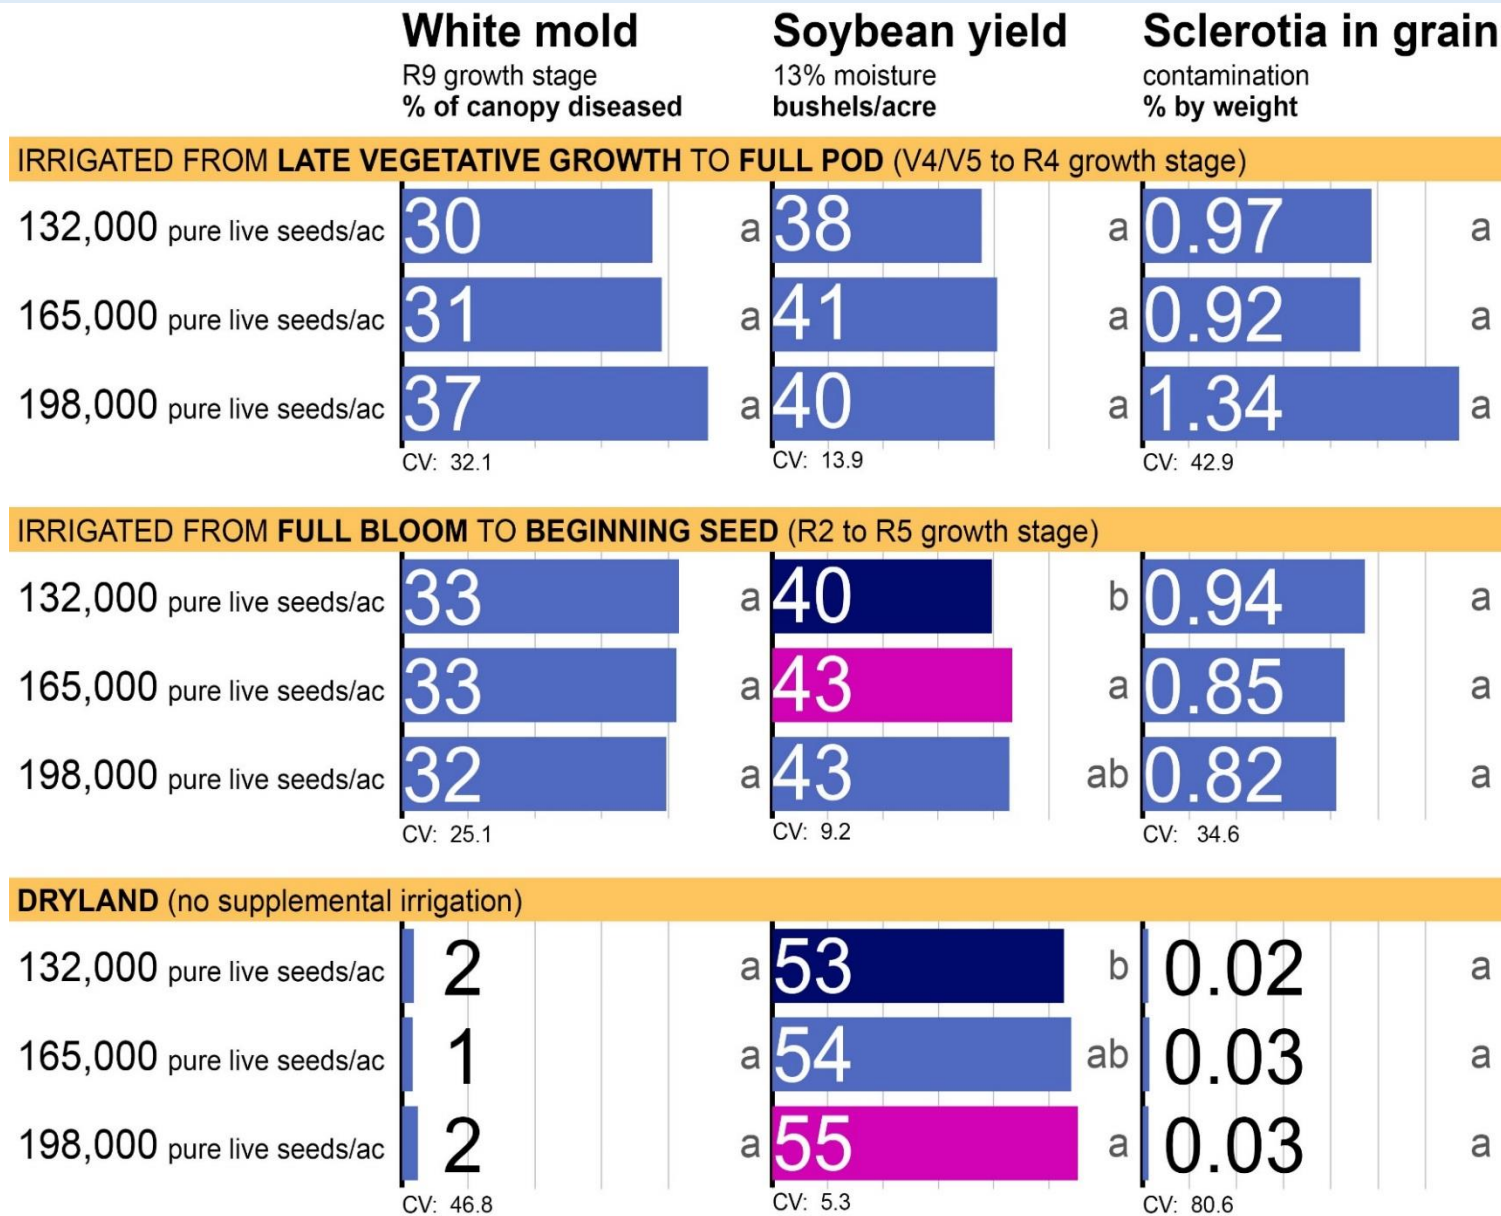 White mold Soybean yield Sclerotia in grain
R9 growth stage 13% moisture contamination
% of canopy diseased bushels/acre % by weight
IRRIGATED FROM LATE VEGETATIVE GROWTH TO FULL POD (V4/V5 to R4 growth stage)
132,000 pure live seeds/ac 30 a 38 a 0.97 a
165,000 pure live seeds/ac 31 a 41 a 0.92 a
198,000 pure live seeds/ac 37 a 40 a 1.34 a
CV: 32.1 CV: 13.9 CV: 42.9
IRRIGATED FROM FULL BLOOM TO BEGINNING SEED (R2 to R5 growth stage)
132,000 pure live seeds/ac 33 a 40 b 0.94 a
165,000 pure live seeds/ac 33 a 43 a 0.85 a
198,000 pure live seeds/ac 32 a 43 ab 0.82 a
CV: 25.1 CV: 9.2 CV: 34.6
DRYLAND (no supplemental irrigation)
132,000 pure live seeds/ac 2 a 53 b 0.02 a
165,000 pure live seeds/ac 1 a 54 ab 0.03 a
198,000 pure live seeds/ac 2 a 55 a 0.03 a
CV: 46.8 CV: 5.3 CV: 80.6